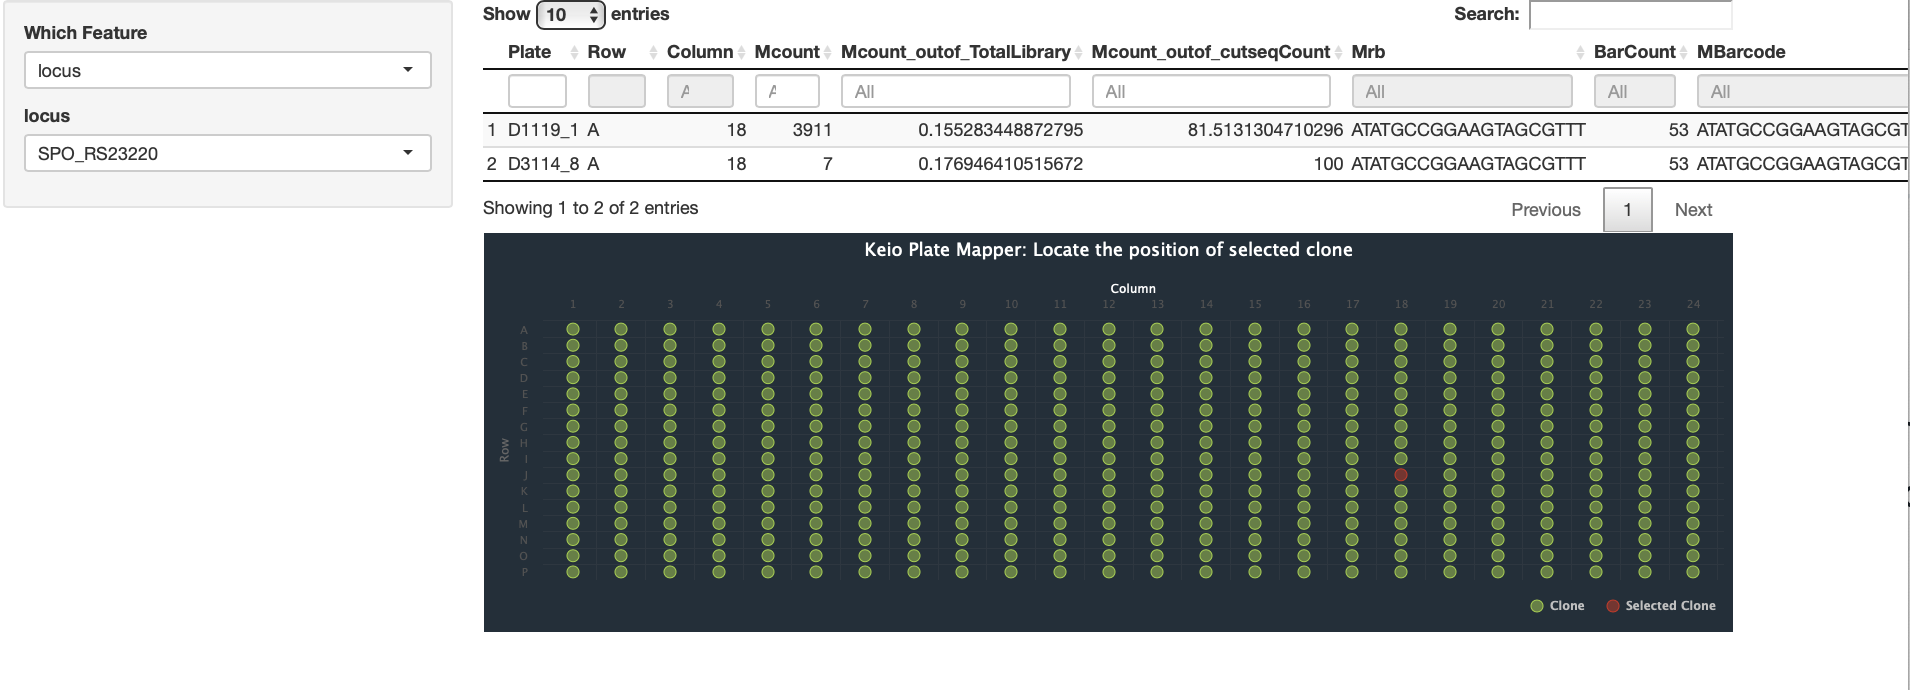 Which Feature
locus
locus
SPO_RS23220
Show 10 entries
Search:
Plate Row Column Mcount Mcount_outof_TotalLibrary Mcount_outof_cutseqCount Mrb BarCount MBarcode
All All All All All
1 D1119_1 A 18 3911 0.155283448872795 81.5131304710296 ATATGCCGGAAGTAGCGTTT 53 ATATGCCGGAAGTAGCGT
2 D3114_8 A 18 7 0.176946410515672 100 ATATGCCGGAAGTAGCGTTT 53 ATATGCCGGAAGTAGCGT
Showing 1 to 2 of 2 entries
Previous 1 Next
Keio Plate Mapper: Locate the position of selected clone
Column
1 2 3 4 5 6 7 8 9 10 11 12 13 14 15 16 17 18 19 20 21 22 23 24
A
B
C
D
E
F
G
H
Row
I
J
K
L
M
N
O
P
Clone Selected Clone